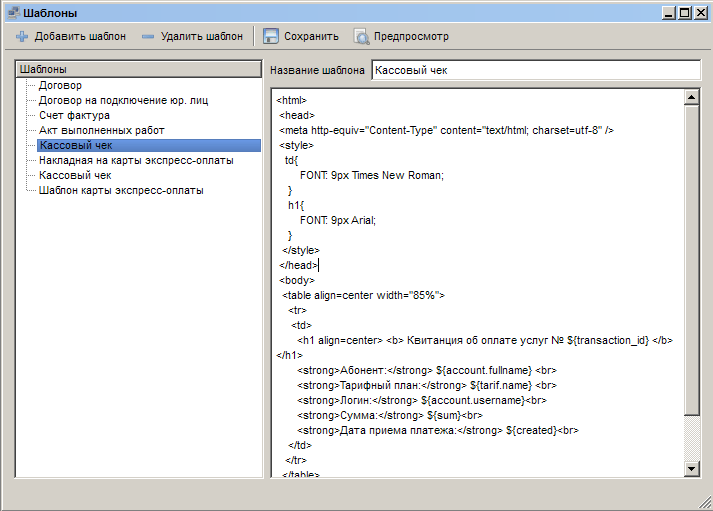 Шаблоны
Добавить шаблон
Удалить шаблон
Сохранить
Предпросмотр
Шаблоны
Договор
Договор на подключение юр. лиц
Счет фактура
Акт выполненных работ
Кассовый чек
Накладная на карты экспресс-оплаты
Кассовый чек
Шаблон карты экспресс-оплаты
Название шаблона
Кассовый чек
<html>
<head>
<meta http-equiv="Content-Type" content="text/html; charset=utf-8" />
<style>
td{
FONT: 9px Times New Roman;
}
h1{
FONT: 9px Arial;
}
</style>
</head>
<body>
<table align=center width="85%">
<tr>
<td>
<h1 align=center> <b> Квитанция об оплате услуг № ${transaction_id} </b>
</h1>
<strong>Абонент:</strong> ${account.fullname} <br>
<strong>Тарифный план:</strong> ${tarif.name} <br>
<strong>Логин:</strong> ${account.username}<br>
<strong>Сумма:</strong> ${sum}<br>
<strong>Дата приема платежа:</strong> ${created}<br>
</td>
</tr>
</table>